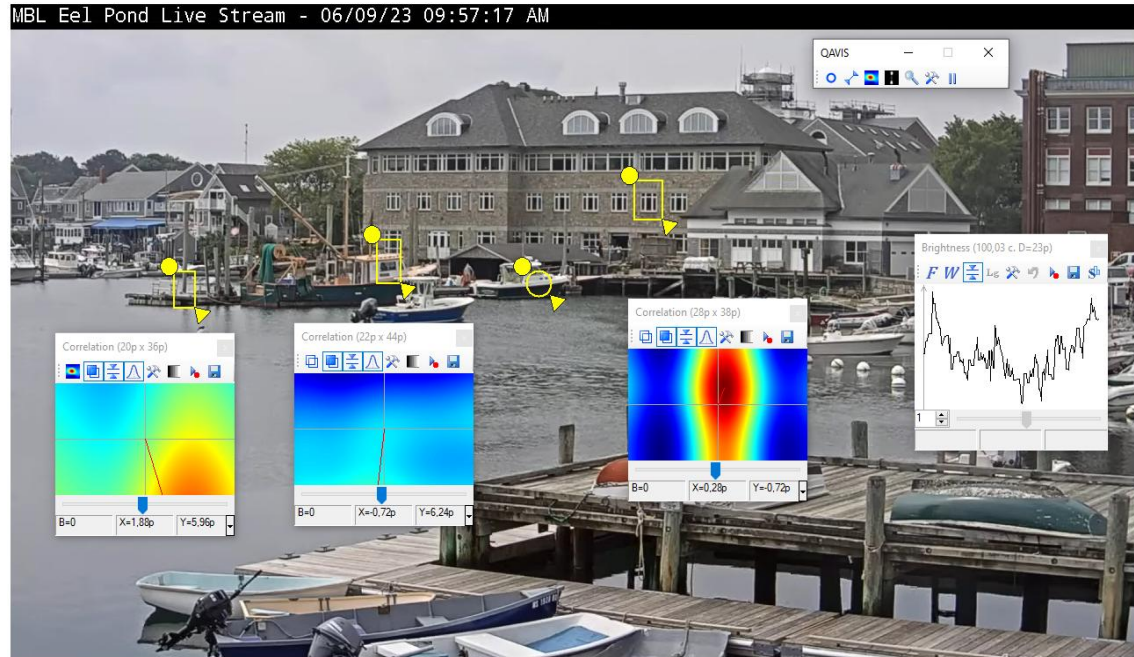 MBL Eel Pond Live Stream - 06/09/23 09:57:17 AM
QAVIS
Brightness (100,03 c. D=23p)
F W Lg
1
Correlation (28p x 38p)
B=0 X=0,28p Y=-0,72p
Correlation (22p x 44p)
B=0 X=-0,72p Y=6,24p
Correlation (20p x 36p)
B=0 X=1,88p Y=5,96p